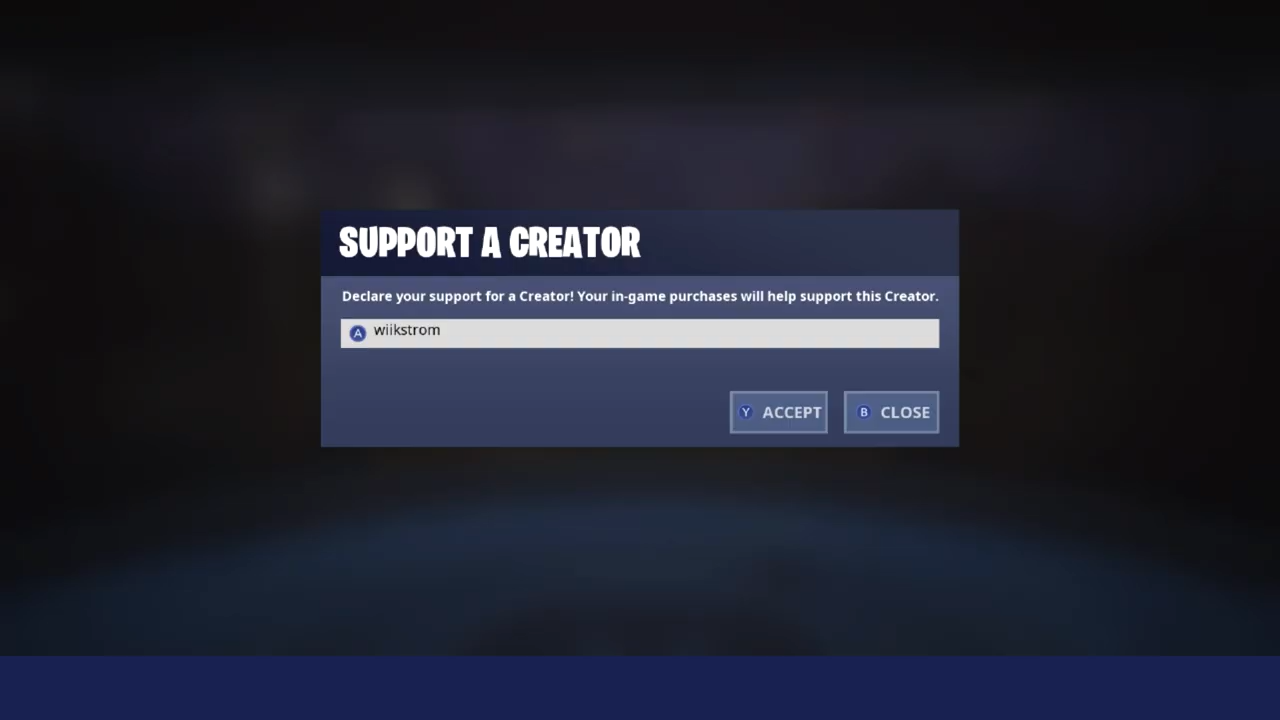 SUPPORT A CREATOR
Declare your support for a Creator! Your in-game purchases will help support this Creator.
A wiikstrom
Y ACCEPT B CLOSE